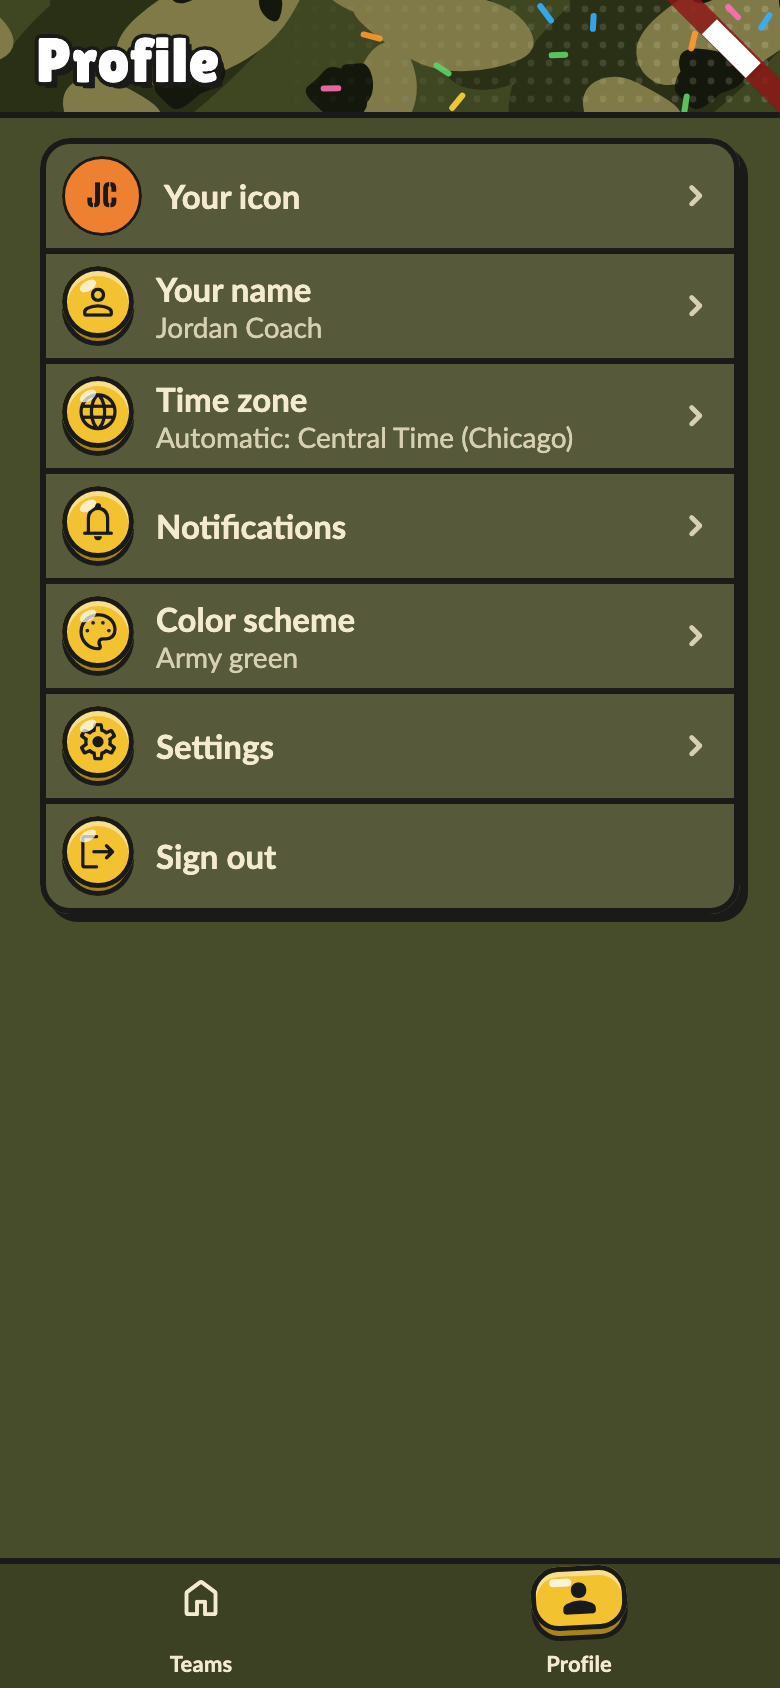 Profile
JC
Your icon
Your name
Jordan Coach
Time zone
Automatic: Central Time (Chicago)
Notifications
Color scheme
Army green
Settings
Sign out
Teams
Profile